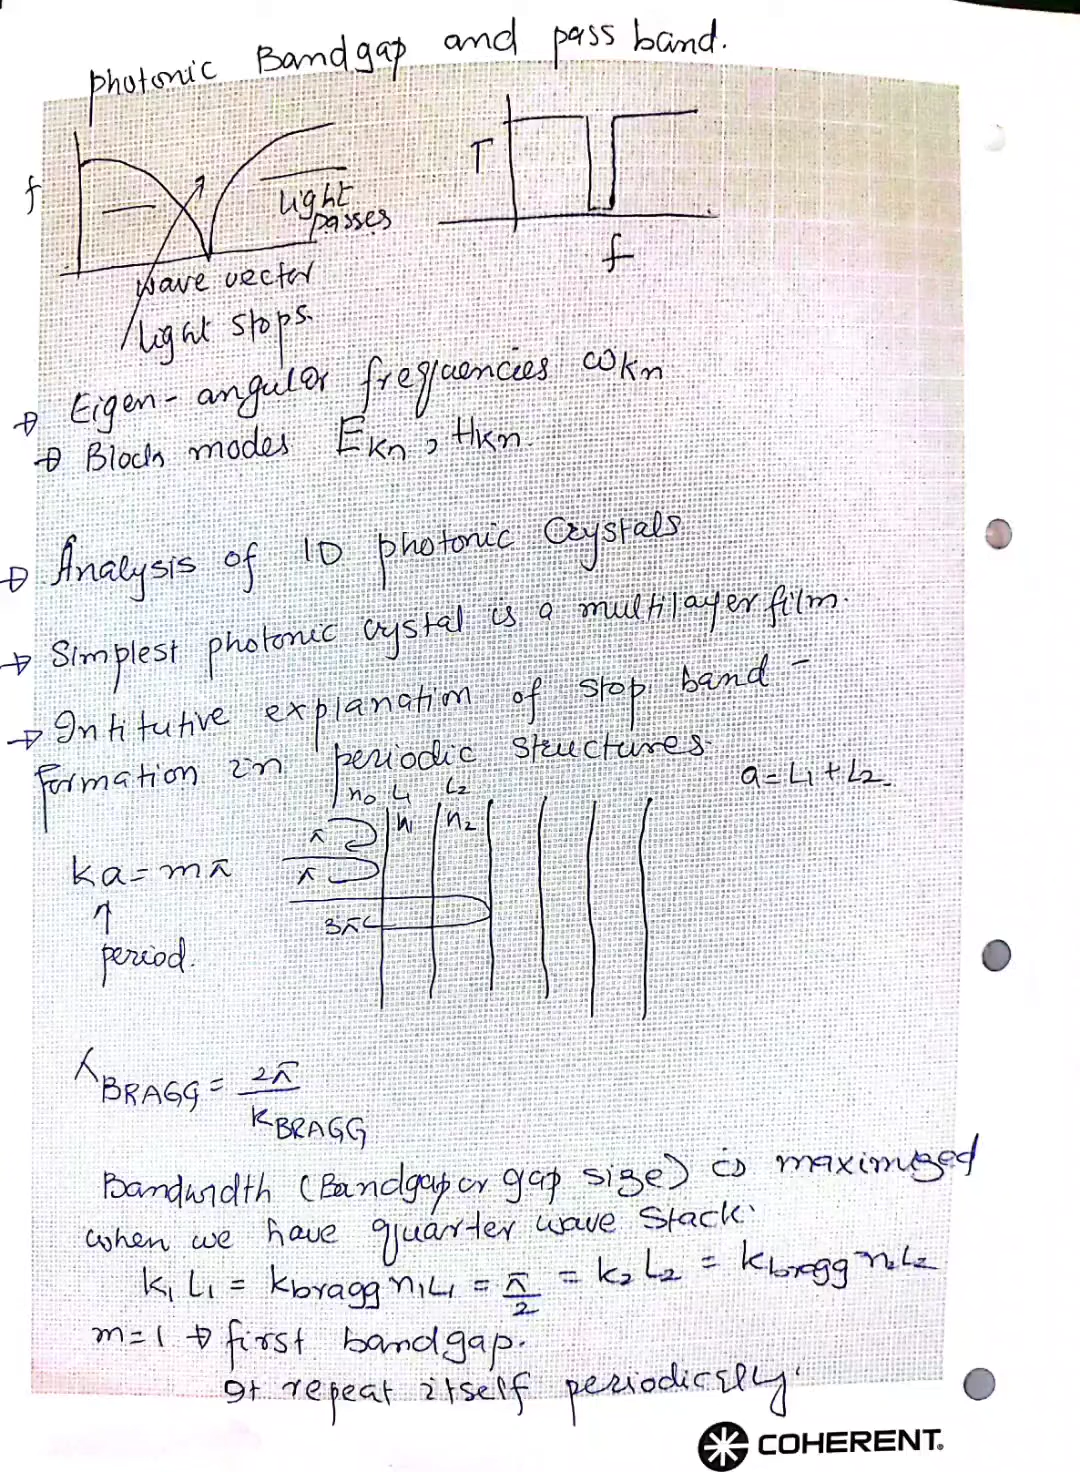 photonic Bandgap and pass band.
f
light
passes
wave vector
light stops.
T
f
→ Eigen- angular frequencies ωkn
→ Bloch modes Ekn, Hkn.
→ Analysis of 1D photonic Crystals
→ Simplest photonic crystal is a multilayer film.
→ Intitutive explanation of stop band -
formation in periodic structures.
a = L1 + L2
n0 L1 L2
n1 n2
π
π
3π
ka = mπ
↑
period.
λBRAGG = 2π / KBRAGG
Bandwidth (Bandgap or gap size) is maximized
when we have quarter wave stack.
k1 L1 = kbragg n1L1 = π/2 = k2 L2 = kbragg n2L2
m=1 → first bandgap.
It repeat itself periodically.
COHERENT.